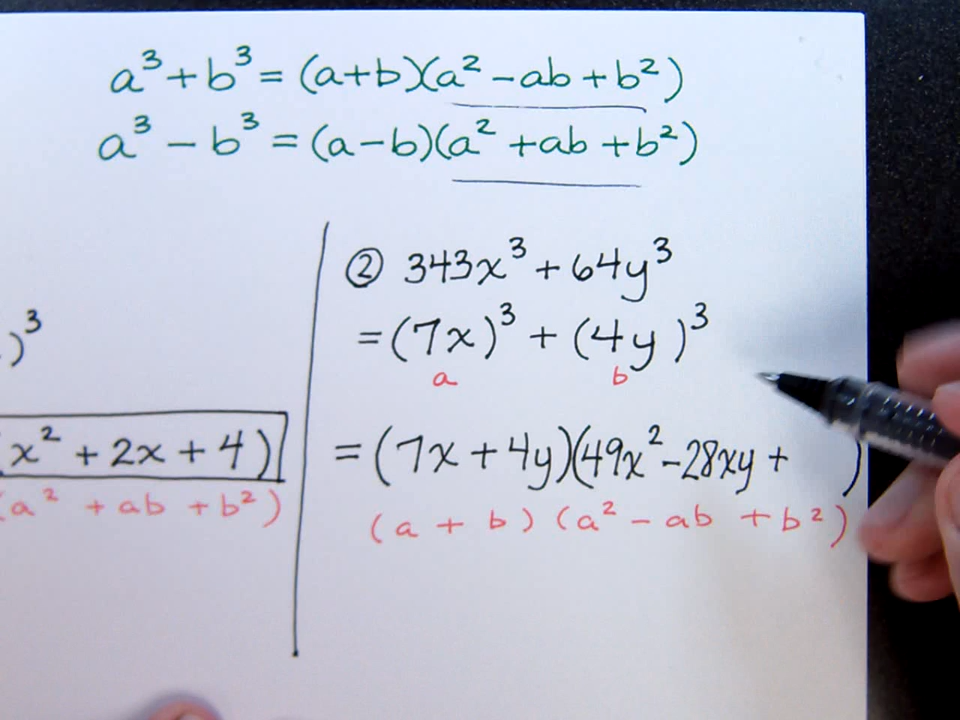 a³ + b³ = (a+b)(a² - ab + b²)
a³ - b³ = (a-b)(a² + ab + b²)
)³
(x² + 2x + 4)
(a² + ab + b²)
② 343x³ + 64y³
= (7x)³ + (4y)³
a b
= (7x + 4y)(49x² - 28xy + )
(a + b) (a² - ab + b²)